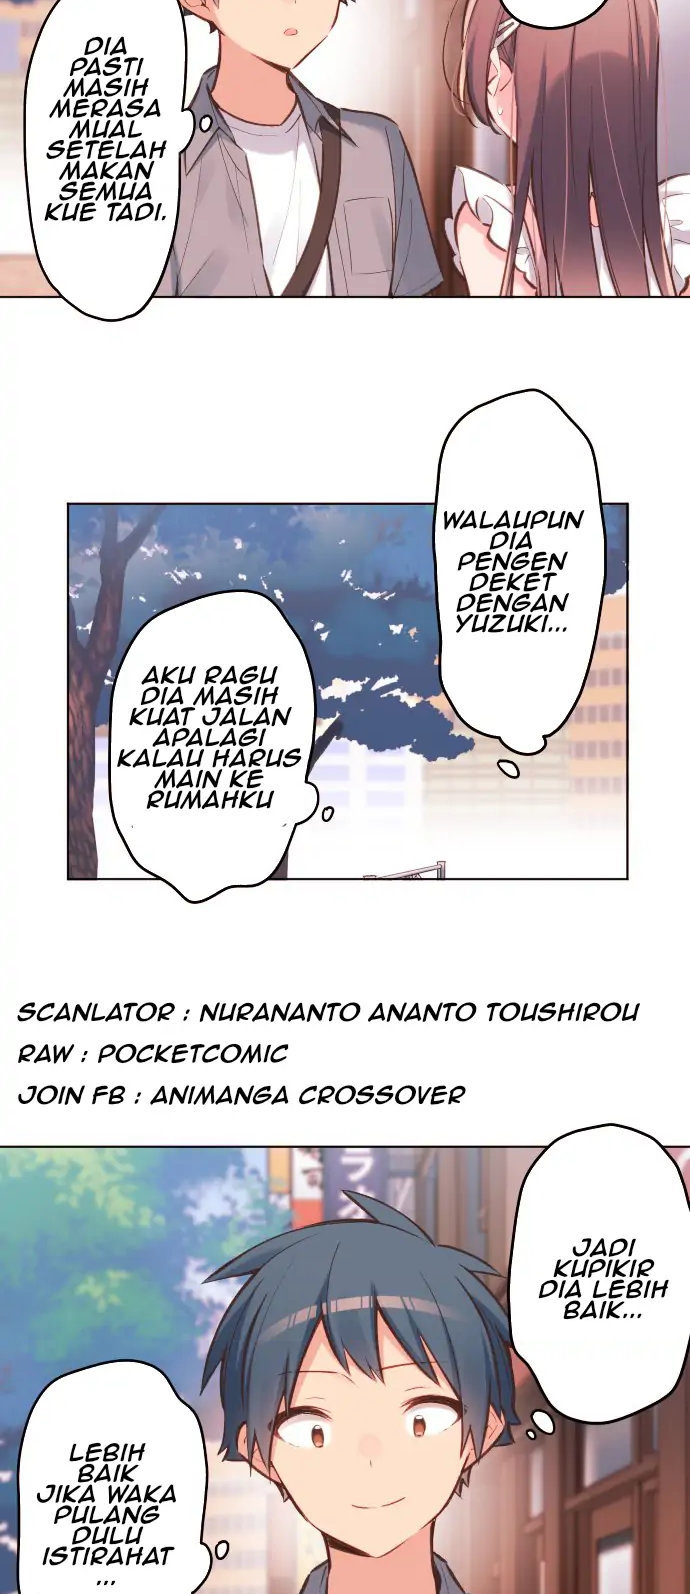 DIA
PASTI
MASIH
MERASA
MUAL
SETELAH
MAKAN
SEMUA
KUE TADI.
WALAUPUN
DIA
PENGEN
DEKET
DENGAN
YUZUKI...
AKU RAGU
DIA MASIH
KUAT JALAN
APALAGI
KALAU HARUS
MAIN KE
RUMAHKU
SCANLATOR : NURANANTO ANANTO TOUSHIROU
RAW : POCKETCOMIC
JOIN FB : ANIMANGA CROSSOVER
JADI
KUPIKIR
DIA LEBIH
BAIK...
LEBIH
BAIK
JIKA WAKA
PULANG
DULU
ISTIRAHAT
...